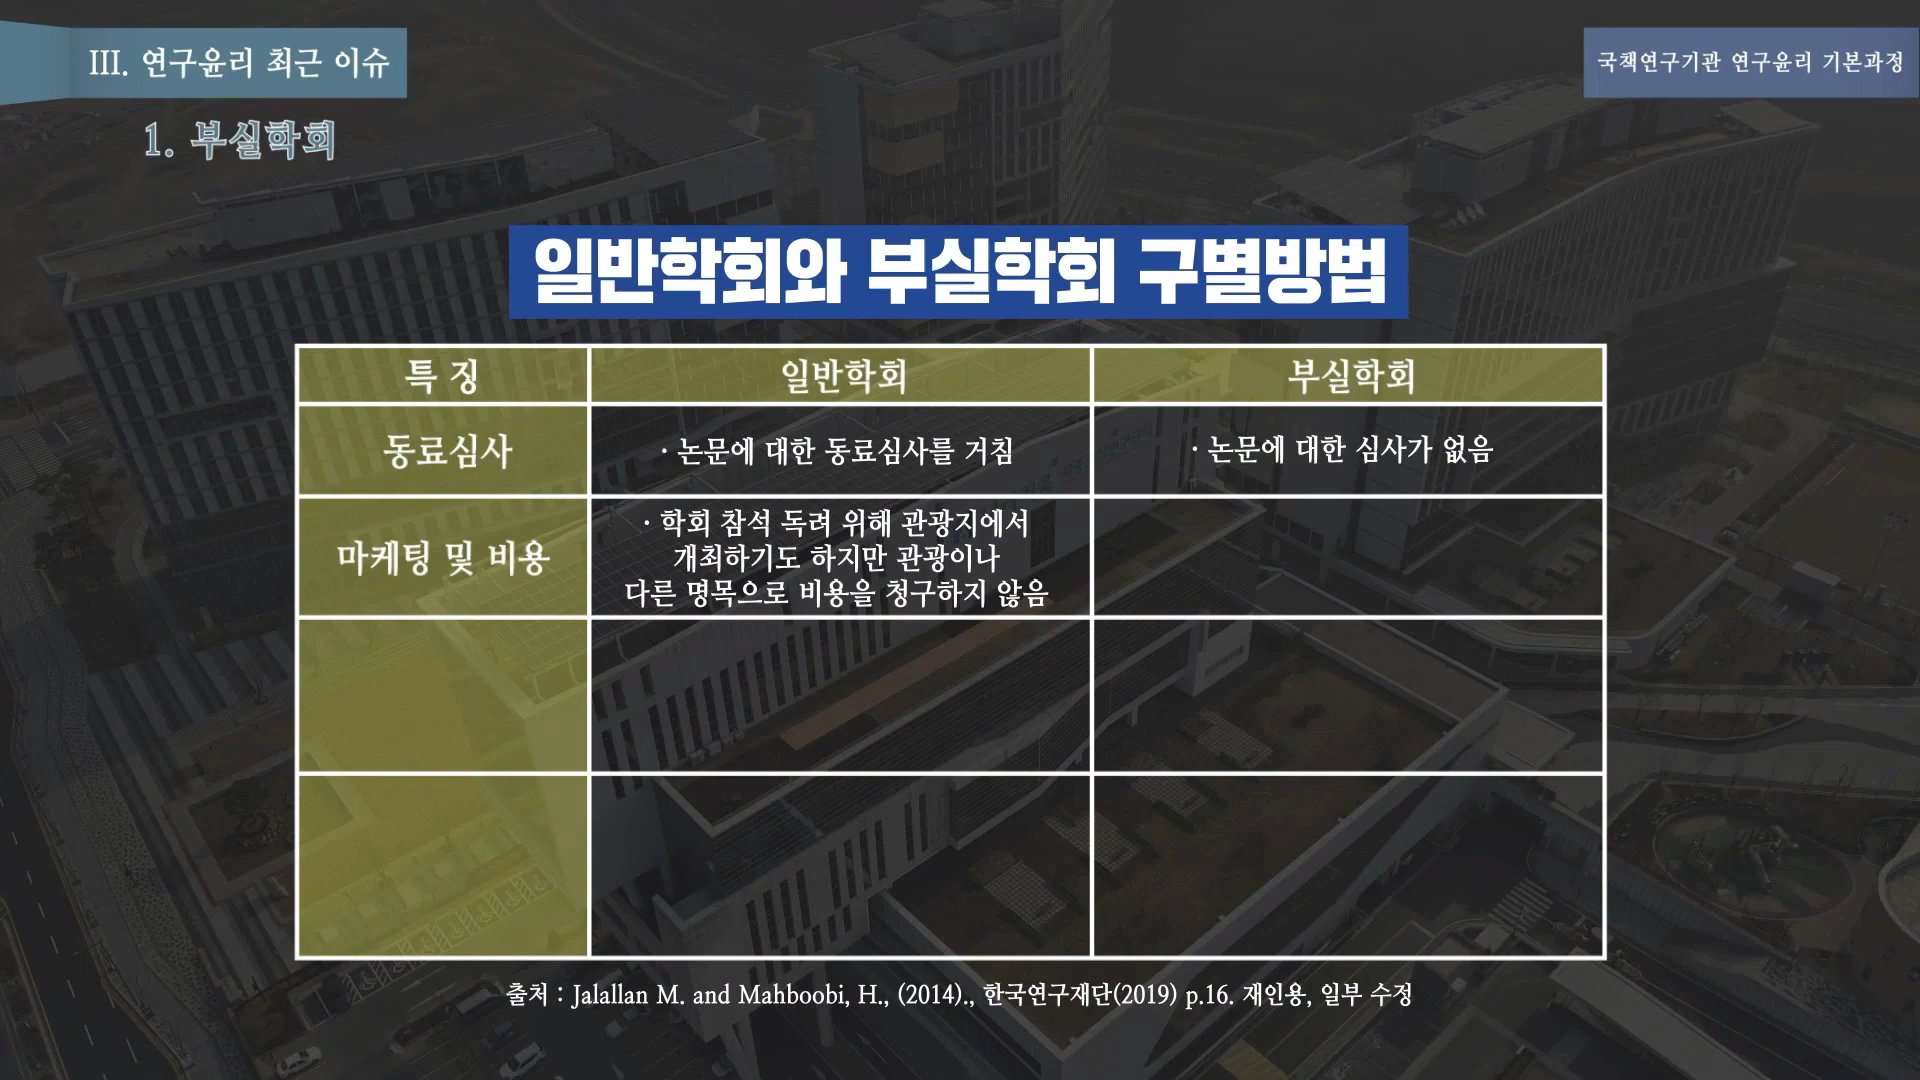 III. 연구윤리 최근 이슈
국책연구기관 연구윤리 기본과정
1. 부실학회
일반학회와 부실학회 구별방법
특 징
일반학회
부실학회
동료심사
· 논문에 대한 동료심사를 거침
· 논문에 대한 심사가 없음
마케팅 및 비용
· 학회 참석 독려 위해 관광지에서
개최하기도 하지만 관광이나
다른 명목으로 비용을 청구하지 않음
출처 : Jalallan M. and Mahboobi, H., (2014)., 한국연구재단(2019) p.16. 재인용, 일부 수정